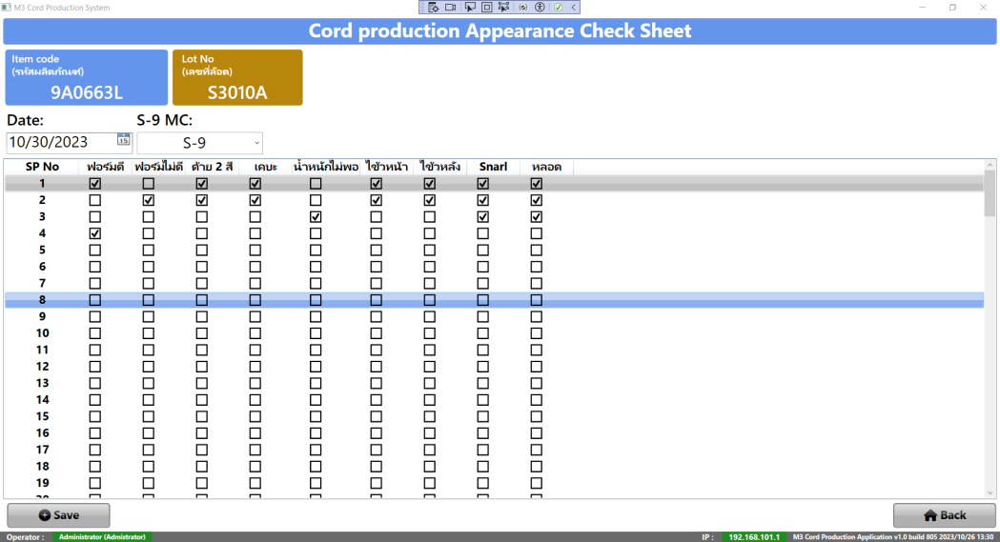 M3 Cord Production System
Cord production Appearance Check Sheet
Item code
(รหัสผลิตภัณฑ์)
9A0663L
Lot No
(เลขที่ล๊อต)
S3010A
Date:
S-9 MC:
10/30/2023
15
S-9
SP No ฟอร์มดี ฟอร์มไม่ดี ด้าย 2 สี เคบะ น้ำหนักไม่พอ ไขัวหน้า ไขัวหลัง Snarl หลอด
1
2
3
4
5
6
7
8
9
10
11
12
13
14
15
16
17
18
19
20
Save
Back
Operator : Administrator (Admistrator) IP : 192.168.101.1 M3 Cord Production Application v1.0 build 805 2023/10/26 13:30